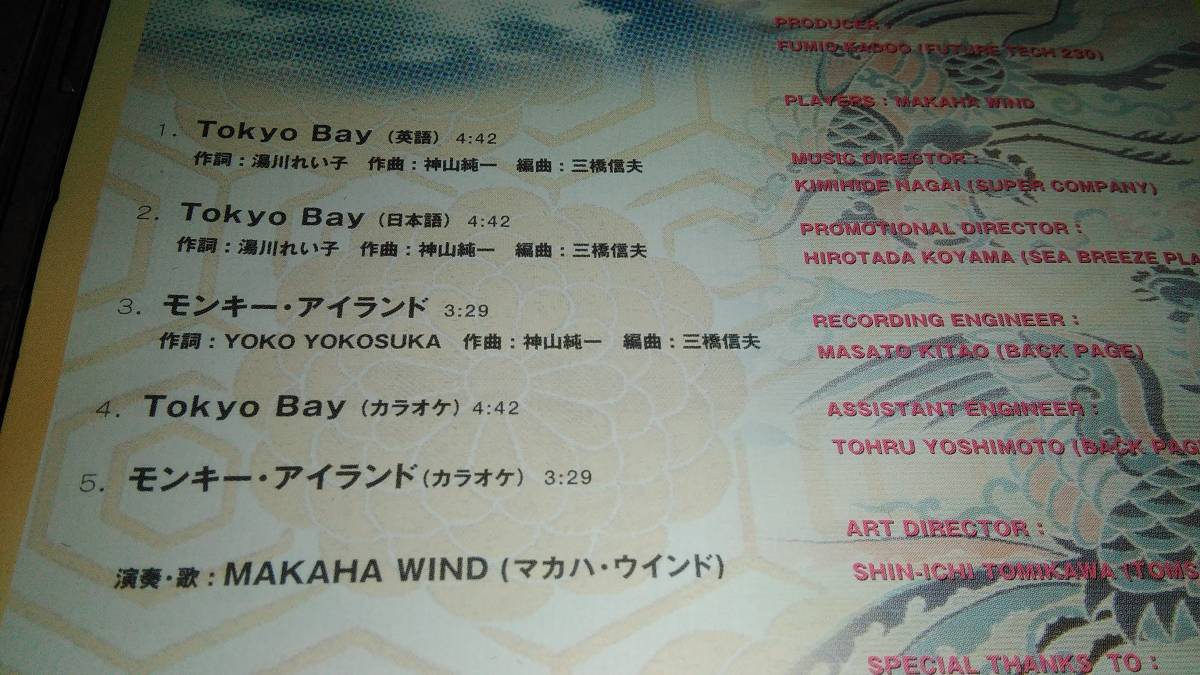 1. Tokyo Bay (英語) 4:42
作詞:湯川れい子 作曲:神山純一 編曲:三橋信夫
2. Tokyo Bay (日本語) 4:42
作詞:湯川れい子 作曲:神山純一 編曲:三橋信夫
3. モンキー・アイランド 3:29
作詞:YOKO YOKOSUKA 作曲:神山純一 編曲:三橋信夫
4. Tokyo Bay (カラオケ) 4:42
5. モンキー・アイランド(カラオケ) 3:29
演奏・歌:MAKAHA WIND (マカハ・ウインド)
PRODUCER:
FUMIO KADOO (FUTURE TECH 230)
PLAYERS : MAKAHA WIND
MUSIC DIRECTOR :
KIMIHIDE NAGAI (SUPER COMPANY)
PROMOTIONAL DIRECTOR :
HIROTADA KOYAMA (SEA BREEZE PLA
RECORDING ENGINEER :
MASATO KITAO (BACK PAGE)
ASSISTANT ENGINEER :
TOHRU YOSHIMOTO (BACK PAG
ART DIRECTOR :
SHIN-ICHI TOMIKAWA (TOMS
SPECIAL THANKS TO :